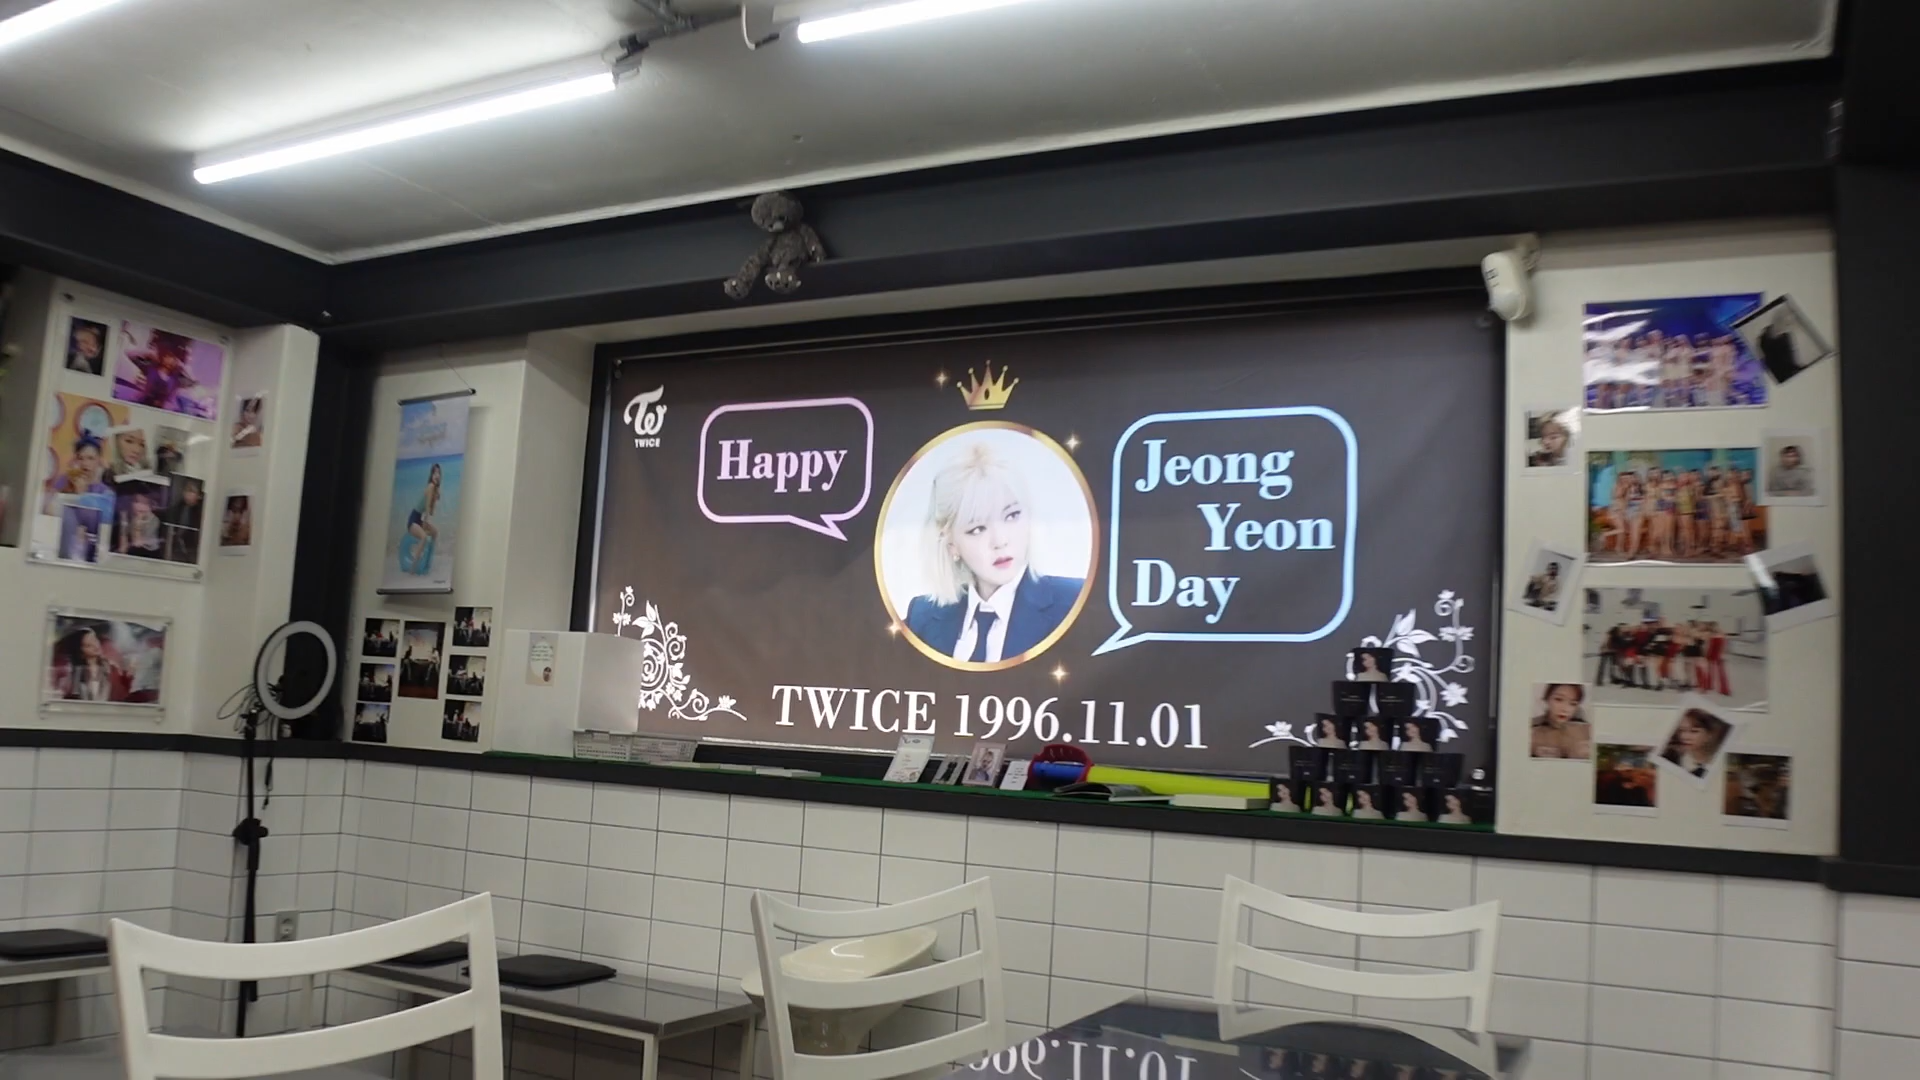 TWICE
Happy
Jeong
Yeon
Day
TWICE 1996.11.01